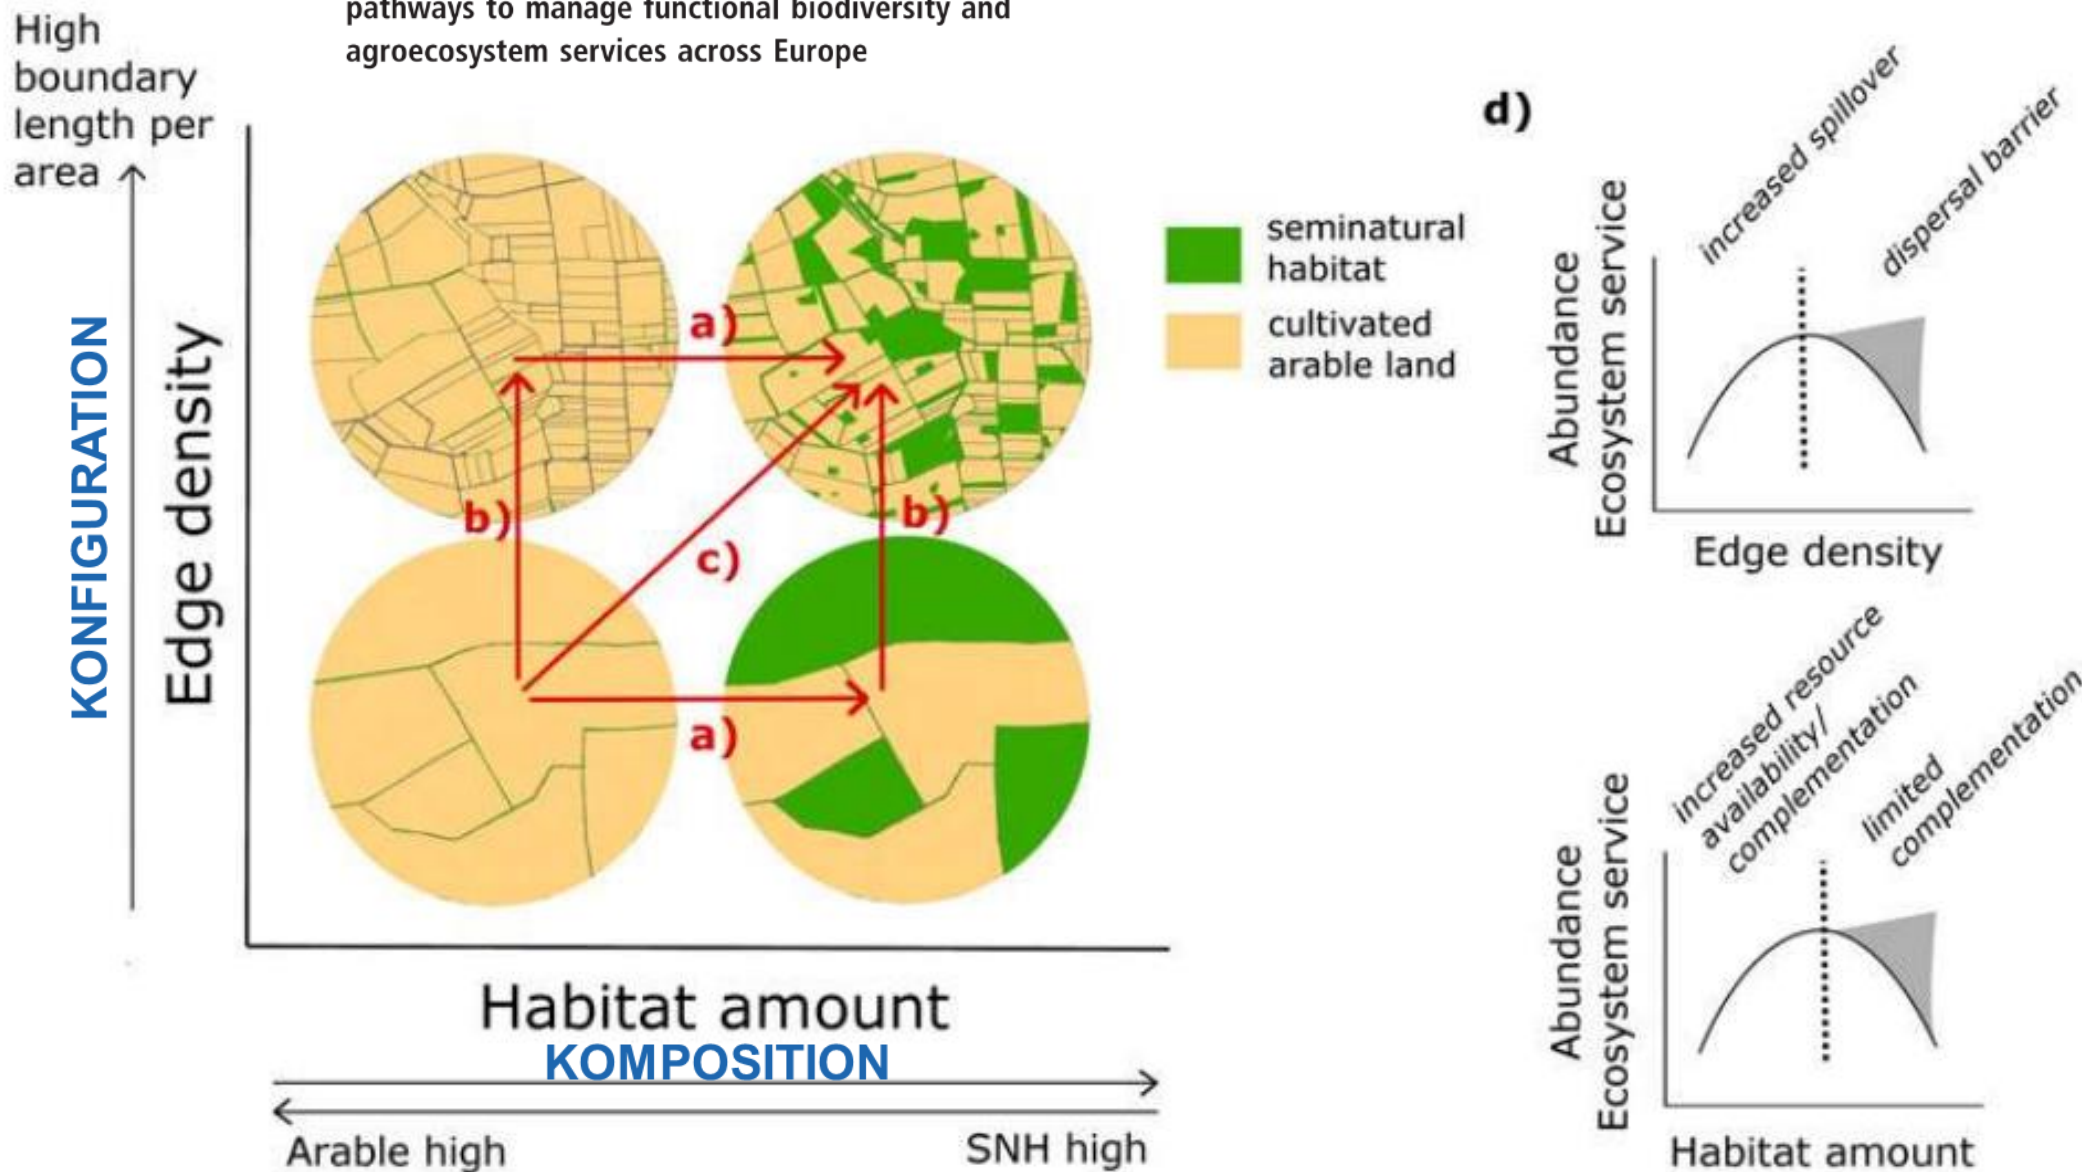 pathways to manage functional biodiversity and
agroecosystem services across Europe
High
boundary
length per
area
KONFIGURATION
Edge density
a)
b)
b)
c)
a)
seminatural
habitat
cultivated
arable land
Habitat amount
KOMPOSITION
Arable high
SNH high
d)
increased spillover
dispersal barrier
Abundance
Ecosystem service
Edge density
increased resource
availability/
complementation
limited
complementation
Abundance
Ecosystem service
Habitat amount